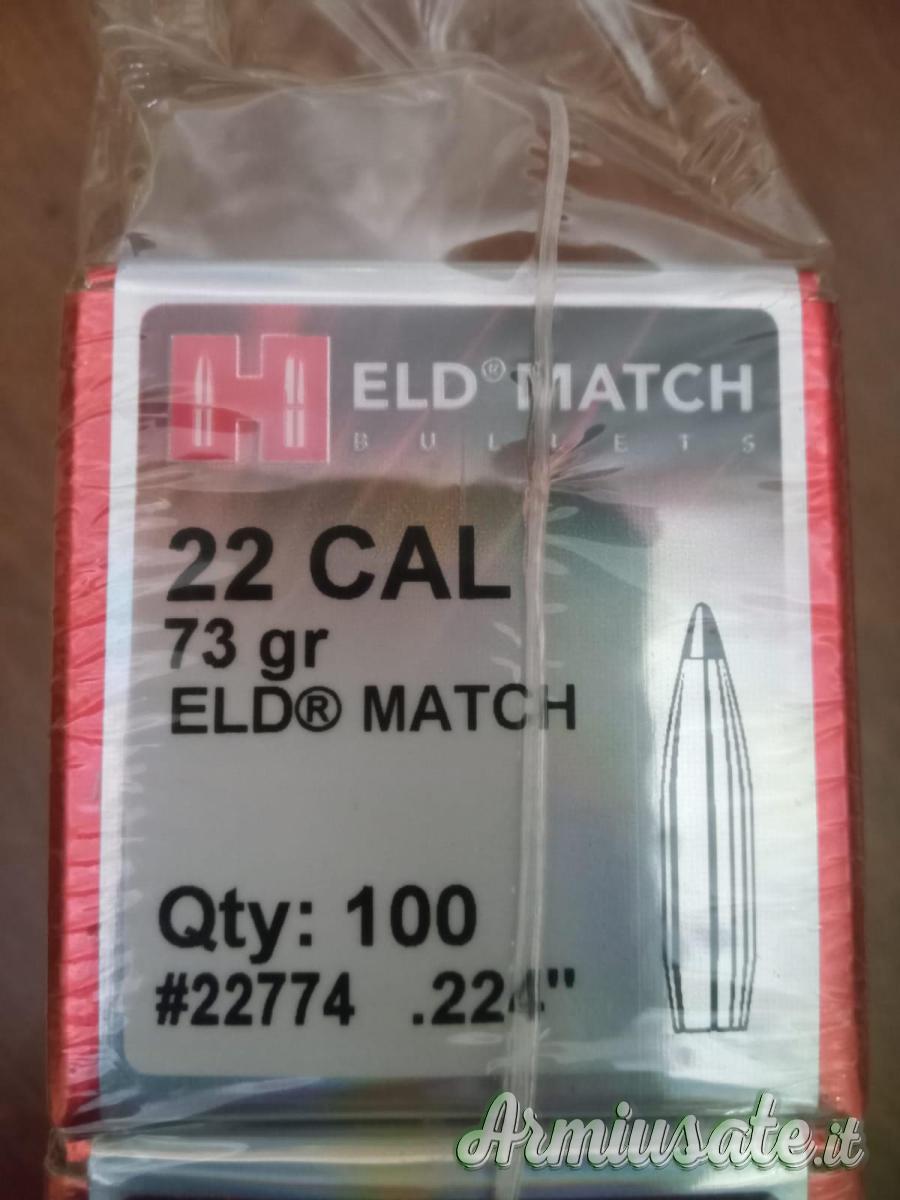 H ELD® MATCH
BULLETS
22 CAL
73 gr
ELD® MATCH
Qty: 100
#22774 .224"
Armiusate.it